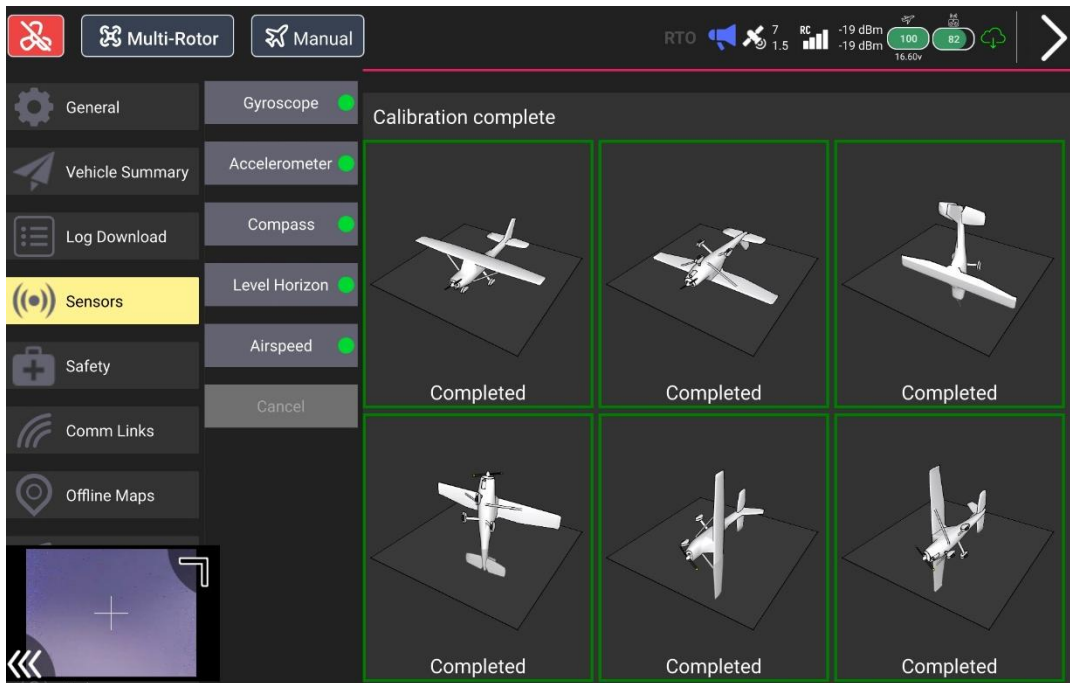 Multi-Rotor
Manual
RTO
7
1.5
RC
-19 dBm
-19 dBm
100
16.60v
82
General
Vehicle Summary
Log Download
Sensors
Safety
Comm Links
Offline Maps
Gyroscope
Accelerometer
Compass
Level Horizon
Airspeed
Cancel
Calibration complete
Completed
Completed
Completed
Completed
Completed
Completed